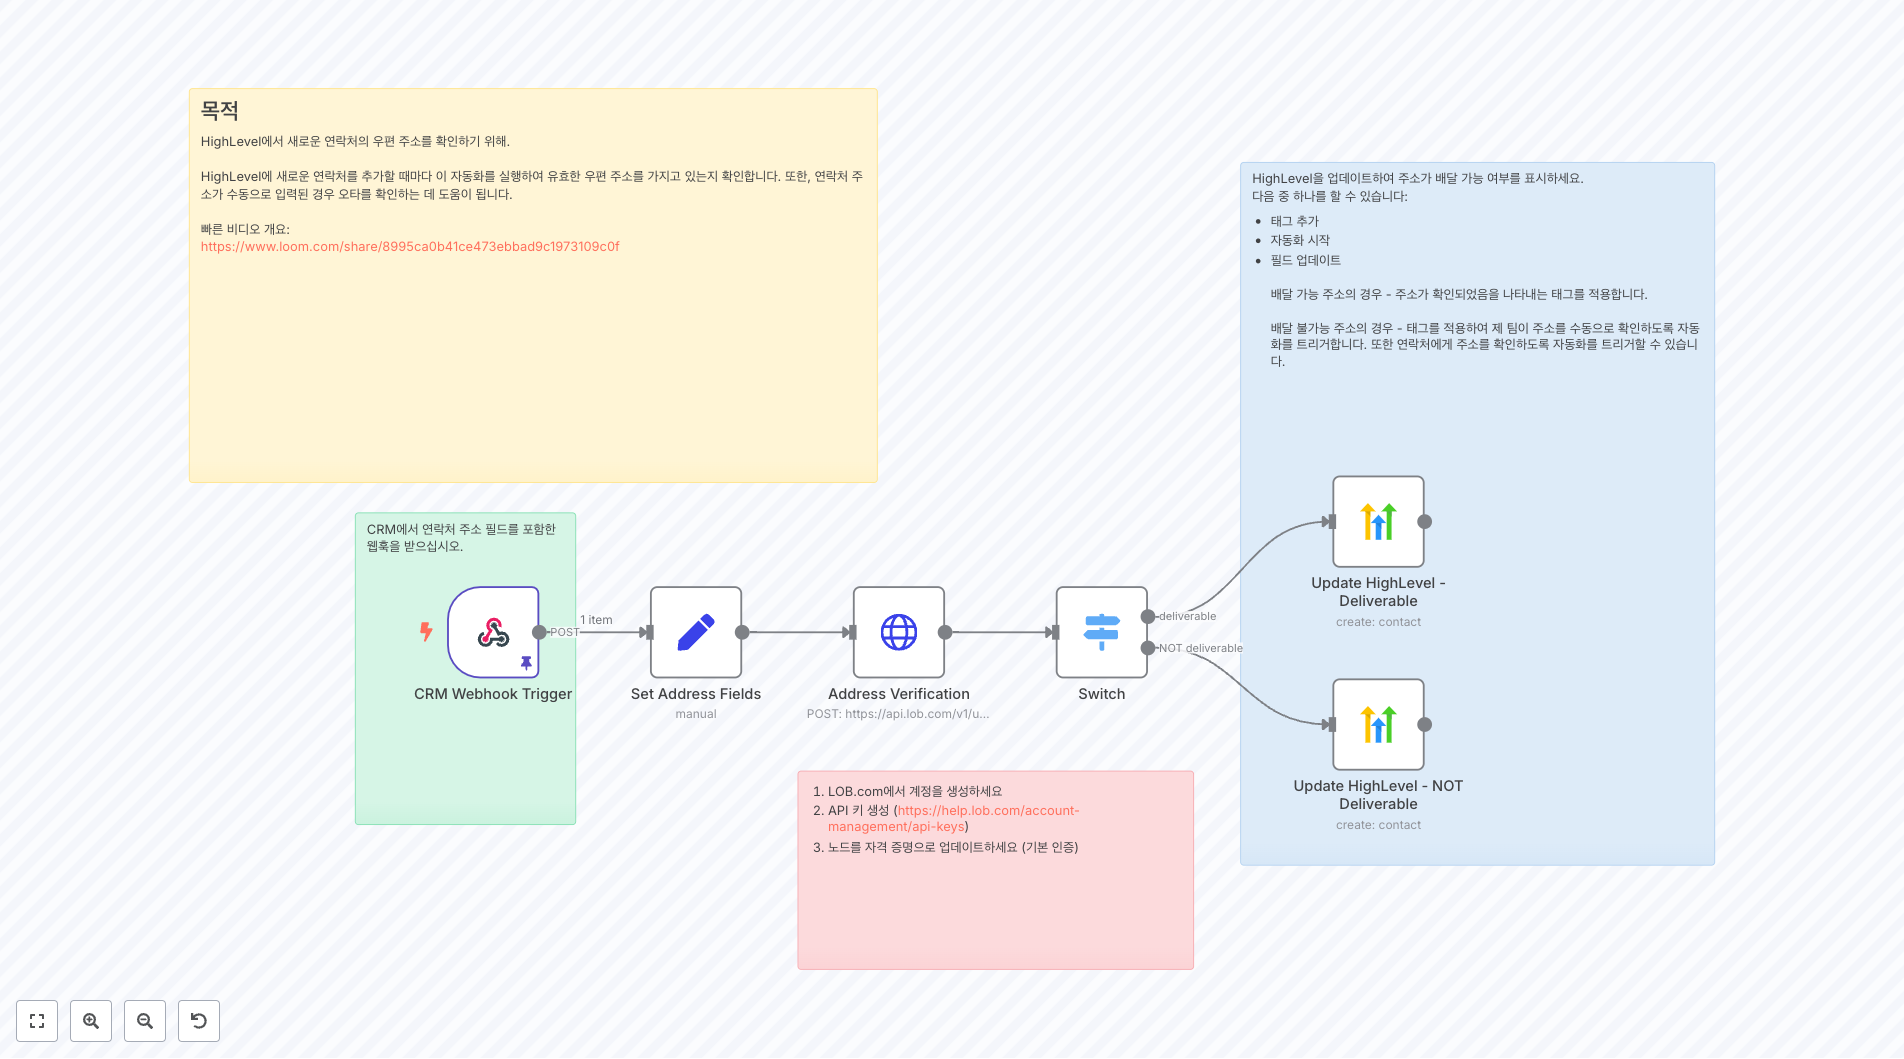 목적
HighLevel에서 새로운 연락처의 우편 주소를 확인하기 위해.
HighLevel에 새로운 연락처를 추가할 때마다 이 자동화를 실행하여 유효한 우편 주소를 가지고 있는지 확인합니다. 또한, 연락처 주
소가 수동으로 입력된 경우 오타를 확인하는 데 도움이 됩니다.
빠른 비디오 개요:
https://www.loom.com/share/8995ca0b41ce473ebbad9c1973109c0f
HighLevel을 업데이트하여 주소가 배달 가능 여부를 표시하세요.
다음 중 하나를 할 수 있습니다:
• 태그 추가
• 자동화 시작
• 필드 업데이트
배달 가능 주소의 경우 - 주소가 확인되었음을 나타내는 태그를 적용합니다.
배달 불가능 주소의 경우 - 태그를 적용하여 제 팀이 주소를 수동으로 확인하도록 자동
화를 트리거합니다. 또한 연락처에게 주소를 확인하도록 자동화를 트리거할 수 있습니
다.
CRM에서 연락처 주소 필드를 포함한
웹훅을 받으십시오.
POST
1 item
CRM Webhook Trigger
Set Address Fields
manual
Address Verification
POST: https://api.lob.com/v1/u...
Switch
deliverable
NOT deliverable
Update HighLevel -
Deliverable
create: contact
Update HighLevel - NOT
Deliverable
create: contact
1. LOB.com에서 계정을 생성하세요
2. API 키 생성 (https://help.lob.com/account-
management/api-keys)
3. 노드를 자격 증명으로 업데이트하세요 (기본 인증)